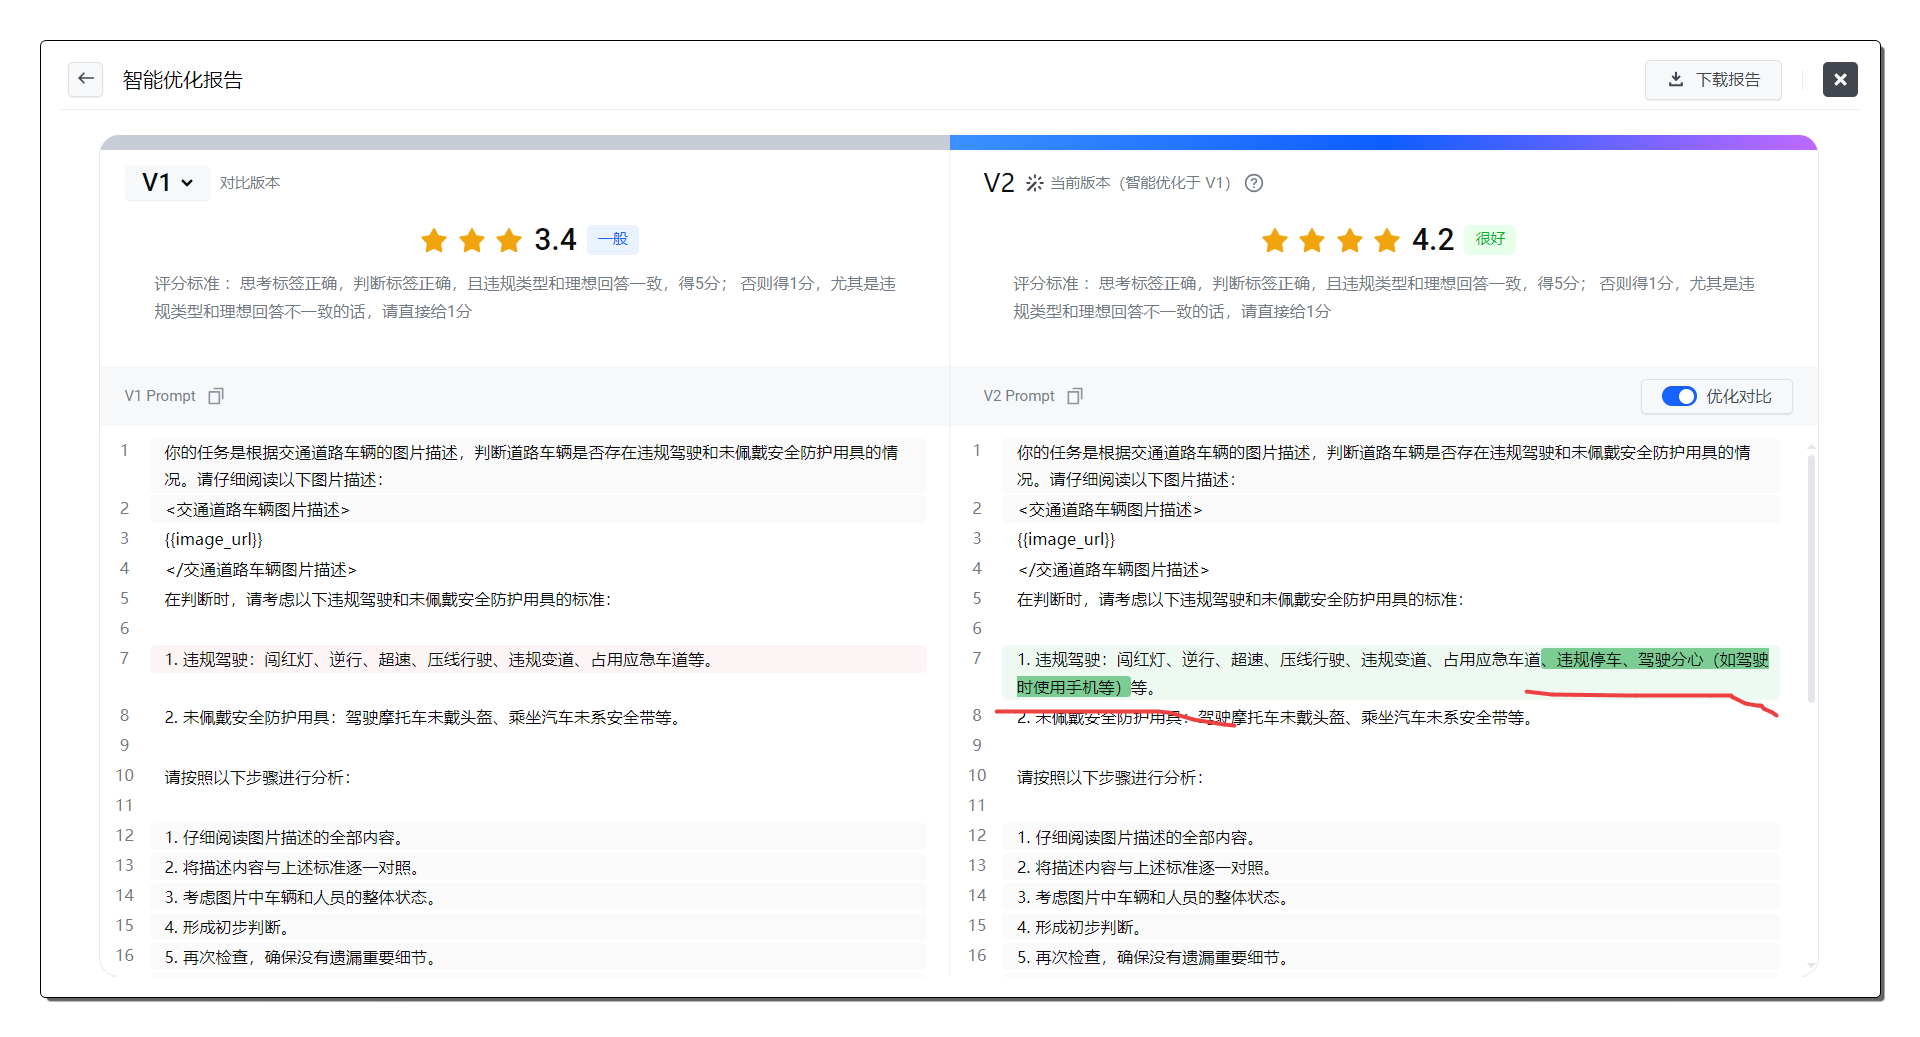 智能优化报告
下载报告
V1 对比版本
3.4 一般
评分标准：思考标签正确，判断标签正确，且违规类型和理想回答一致，得5分； 否则得1分，尤其是违
规类型和理想回答不一致的话，请直接给1分
V1 Prompt
1 你的任务是根据交通道路车辆的图片描述，判断道路车辆是否存在违规驾驶和未佩戴安全防护用具的情
况。请仔细阅读以下图片描述：
2 <交通道路车辆图片描述>
3 {{image_url}}
4 </交通道路车辆图片描述>
5 在判断时，请考虑以下违规驾驶和未佩戴安全防护用具的标准：
6
7 1. 违规驾驶：闯红灯、逆行、超速、压线行驶、违规变道、占用应急车道等。
8 2. 未佩戴安全防护用具：驾驶摩托车未戴头盔、乘坐汽车未系安全带等。
9
10 请按照以下步骤进行分析：
11
12 1. 仔细阅读图片描述的全部内容。
13 2. 将描述内容与上述标准逐一对照。
14 3. 考虑图片中车辆和人员的整体状态。
15 4. 形成初步判断。
16 5. 再次检查，确保没有遗漏重要细节。
V2 当前版本（智能优化于 V1）
4.2 很好
评分标准：思考标签正确，判断标签正确，且违规类型和理想回答一致，得5分； 否则得1分，尤其是违
规类型和理想回答不一致的话，请直接给1分
V2 Prompt
优化对比
1 你的任务是根据交通道路车辆的图片描述，判断道路车辆是否存在违规驾驶和未佩戴安全防护用具的情
况。请仔细阅读以下图片描述：
2 <交通道路车辆图片描述>
3 {{image_url}}
4 </交通道路车辆图片描述>
5 在判断时，请考虑以下违规驾驶和未佩戴安全防护用具的标准：
6
7 1. 违规驾驶：闯红灯、逆行、超速、压线行驶、违规变道、占用应急车道、违规停车、驾驶分心（如驾驶
时使用手机等）等。
8 2. 未佩戴安全防护用具：驾驶摩托车未戴头盔、乘坐汽车未系安全带等。
9
10 请按照以下步骤进行分析：
11
12 1. 仔细阅读图片描述的全部内容。
13 2. 将描述内容与上述标准逐一对照。
14 3. 考虑图片中车辆和人员的整体状态。
15 4. 形成初步判断。
16 5. 再次检查，确保没有遗漏重要细节。